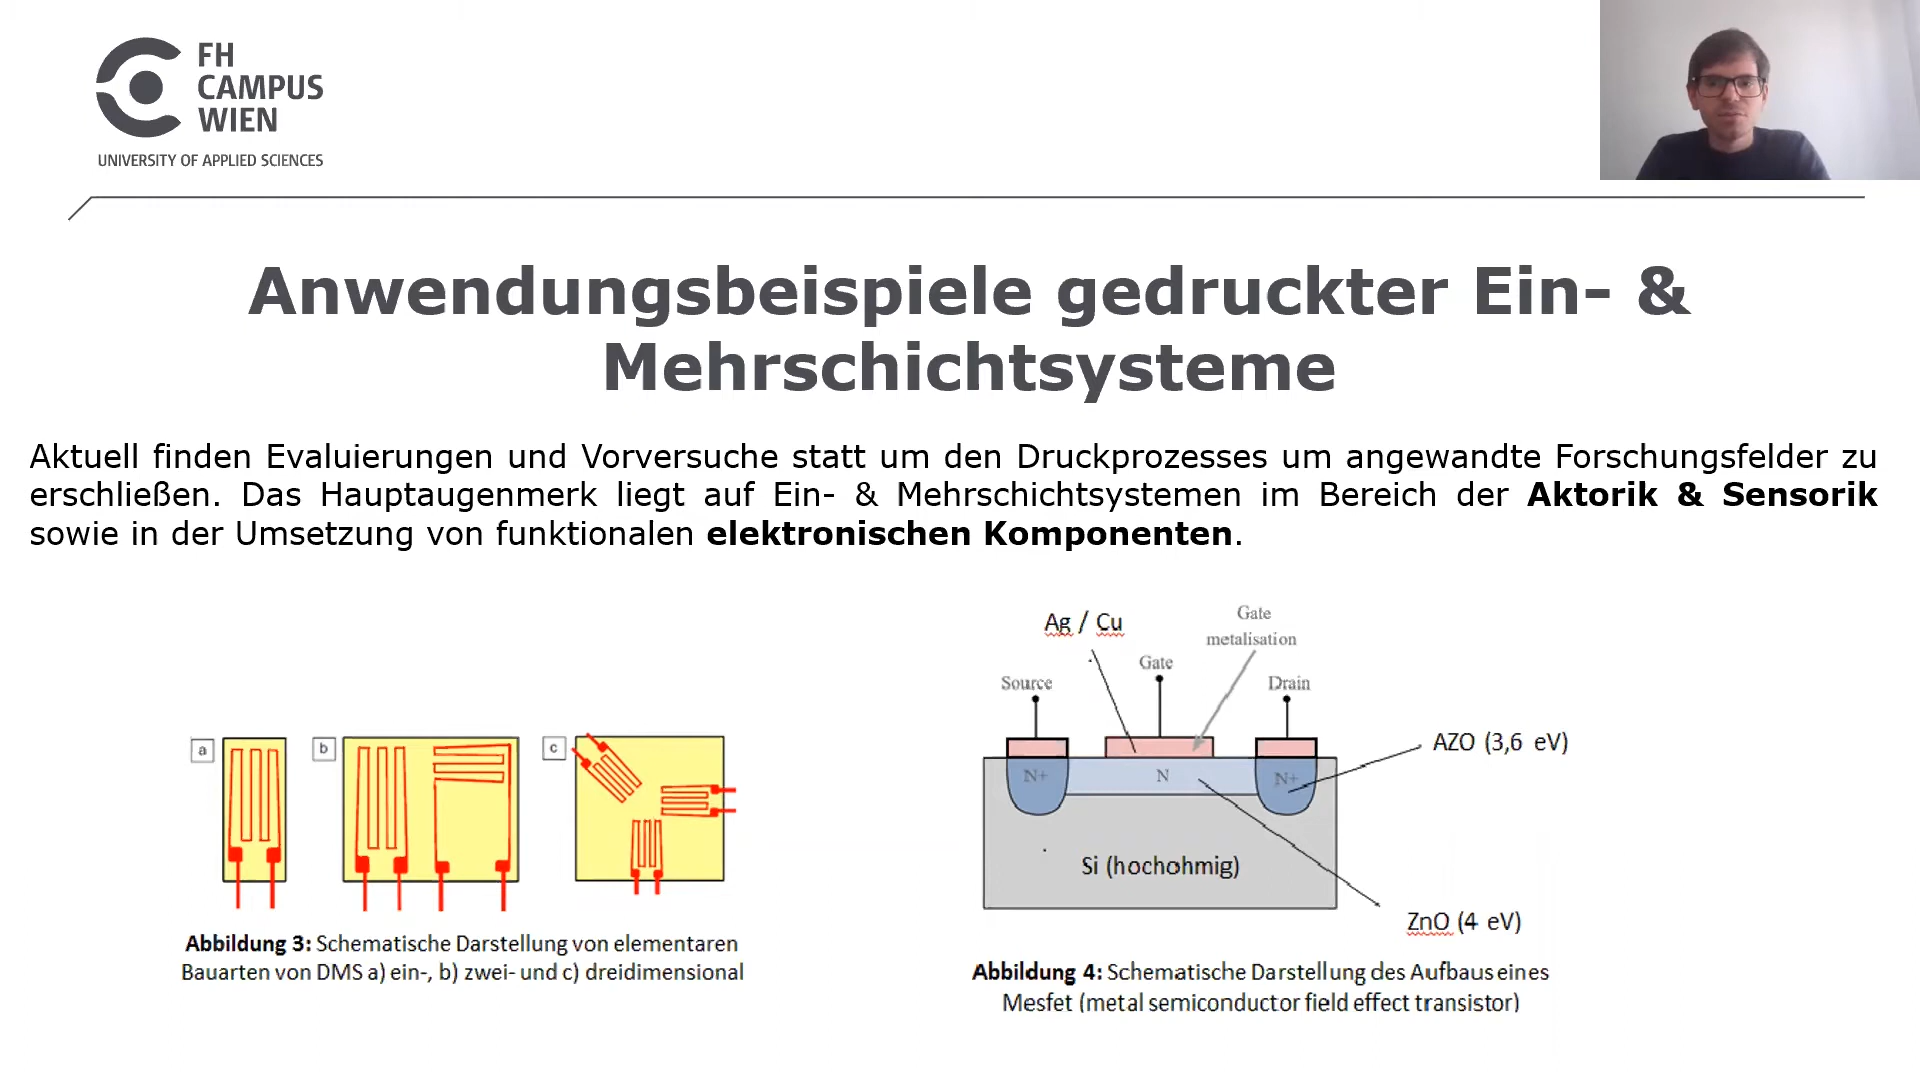 FH
CAMPUS
WIEN
UNIVERSITY OF APPLIED SCIENCES
Anwendungsbeispiele gedruckter Ein- &
Mehrschichtsysteme
Aktuell finden Evaluierungen und Vorversuche statt um den Druckprozesses um angewandte Forschungsfelder zu
erschließen. Das Hauptaugenmerk liegt auf Ein- & Mehrschichtsystemen im Bereich der Aktorik & Sensorik
sowie in der Umsetzung von funktionalen elektronischen Komponenten.
a
b
c
Abbildung 3: Schematische Darstellung von elementaren
Bauarten von DMS a) ein-, b) zwei- und c) dreidimensional
Ag / Cu
Gate
metalisation
Gate
Source
Drain
AZO (3,6 eV)
N+
N
N+
Si (hochohmig)
ZnO (4 eV)
Abbildung 4: Schematische Darstellung des Aufbaus eines
Mesfet (metal semiconductor field effect transistor)